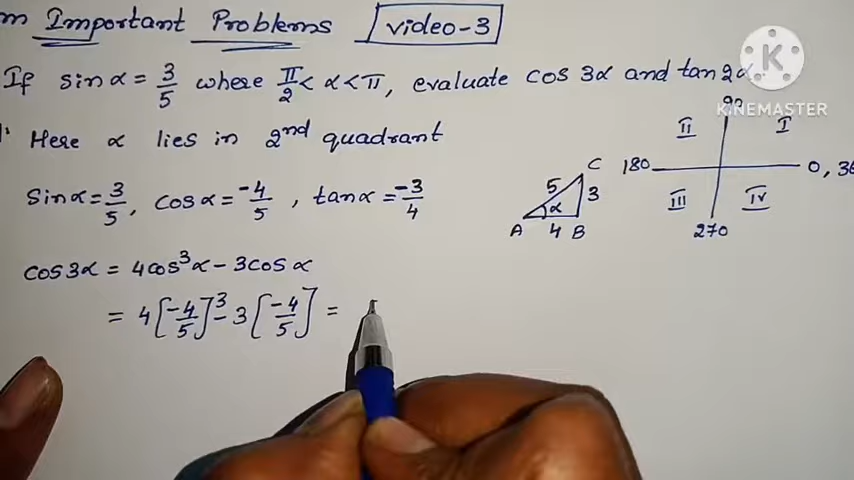 m Important Problems video-3
If sin α = 3/5 where π/2 < α < π, evaluate cos 3α and tan 2α.
Here α lies in 2nd quadrant
sin α = 3/5, cos α = -4/5, tan α = -3/4
cos 3α = 4cos³α - 3cos α
= 4[-4/5]³ - 3[-4/5] =
5 3 α 4 A B C
90 II I 180 0, 36 III IV 270
K
KINEMASTER